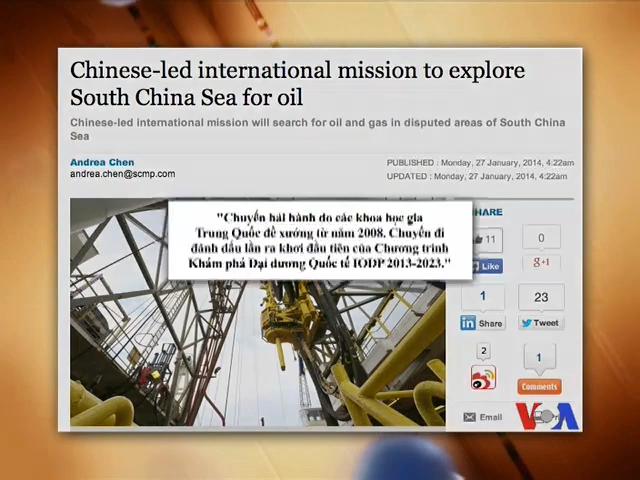 Chinese-led international mission to explore
South China Sea for oil
Chinese-led international mission will search for oil and gas in disputed areas of South China
Sea
Andrea Chen
andrea.chen@scmp.com
PUBLISHED : Monday, 27 January, 2014, 4:22am
UPDATED : Monday, 27 January, 2014, 4:22am
"Chuyến hải hành do các khoa học gia
Trung Quốc đề xướng từ năm 2008. Chuyến đi
đánh dấu lần ra khơi đầu tiên của Chương trình
Khám phá Đại dương Quốc tế IODP 2013-2023."
HARE
11
0
Like
g+1
1
23
in Share
Tweet
2
1
Comments
Email
VOA